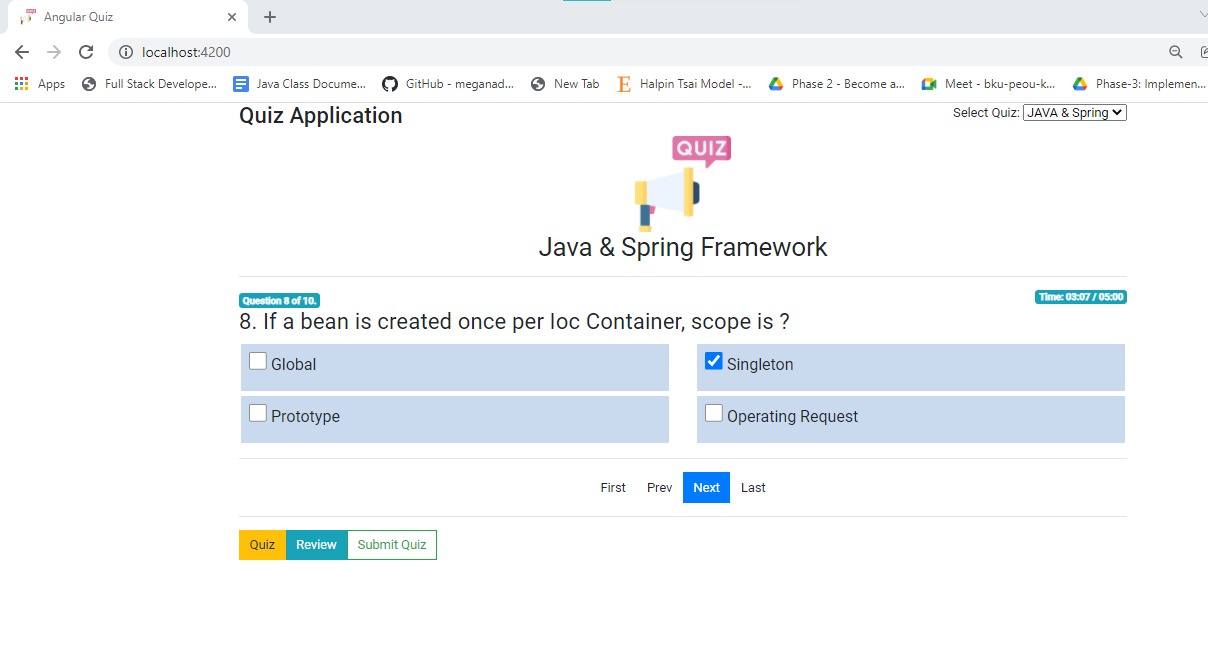 Angular Quiz
localhost:4200
Apps Full Stack Develope... Java Class Docume... GitHub - meganad... New Tab Halpin Tsai Model -... Phase 2 - Become a... Meet - bku-peou-k... Phase-3: Implemen...
Quiz Application
Select Quiz: JAVA & Spring
QUIZ
Java & Spring Framework
Question 8 of 10.
Time: 03:07 / 05:00
8. If a bean is created once per Ioc Container, scope is ?
Global
Singleton
Prototype
Operating Request
First Prev Next Last
Quiz Review Submit Quiz